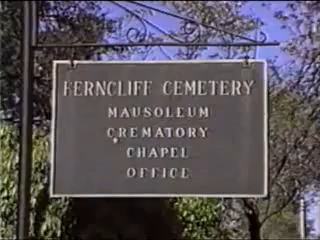 FERNCLIFF CEMETERY
MAUSOLEUM
CREMATORY
CHAPEL
OFFICE